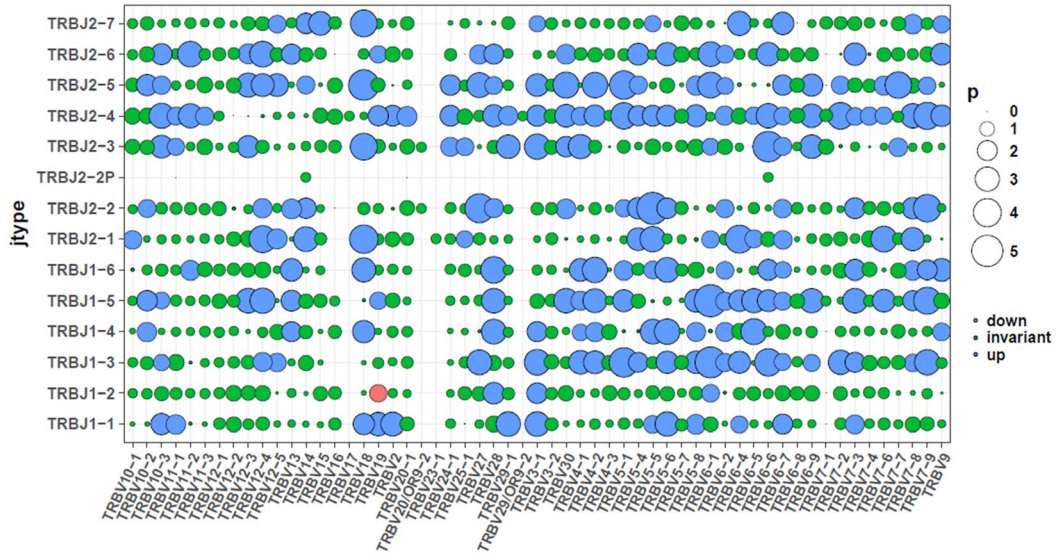 TRBJ2-7
TRBJ2-6
TRBJ2-5
TRBJ2-4
TRBJ2-3
TRBJ2-2P
TRBJ2-2
TRBJ2-1
TRBJ1-6
TRBJ1-5
TRBJ1-4
TRBJ1-3
TRBJ1-2
TRBJ1-1
jtype
TRBV10-1
TRBV10-2
TRBV10-3
TRBV11-1
TRBV11-2
TRBV11-3
TRBV12-1
TRBV12-2
TRBV12-3
TRBV12-4
TRBV12-5
TRBV13
TRBV14
TRBV15
TRBV16
TRBV17
TRBV18
TRBV19
TRBV2
TRBV20-1
TRBV20/OR9-2
TRBV23-1
TRBV24-1
TRBV25-1
TRBV27
TRBV28
TRBV29-1
TRBV29/OR9-2
TRBV3-1
TRBV3-2
TRBV30
TRBV4-1
TRBV4-2
TRBV4-3
TRBV5-1
TRBV5-4
TRBV5-5
TRBV5-6
TRBV5-7
TRBV5-8
TRBV6-1
TRBV6-2
TRBV6-4
TRBV6-5
TRBV6-6
TRBV6-7
TRBV6-8
TRBV6-9
TRBV7-1
TRBV7-2
TRBV7-3
TRBV7-4
TRBV7-6
TRBV7-7
TRBV7-8
TRBV7-9
TRBV9
p
0
1
2
3
4
5
down
invariant
up